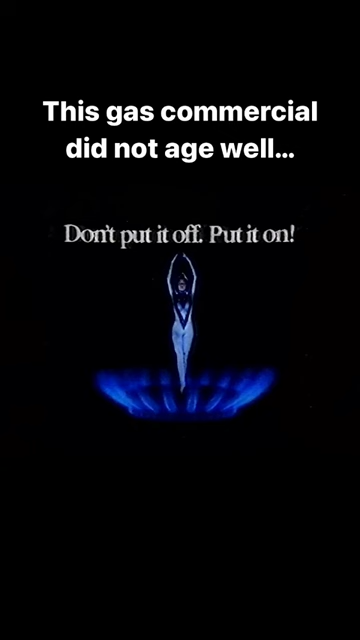 This gas commercial
did not age well...
Don't put it off. Put it on!